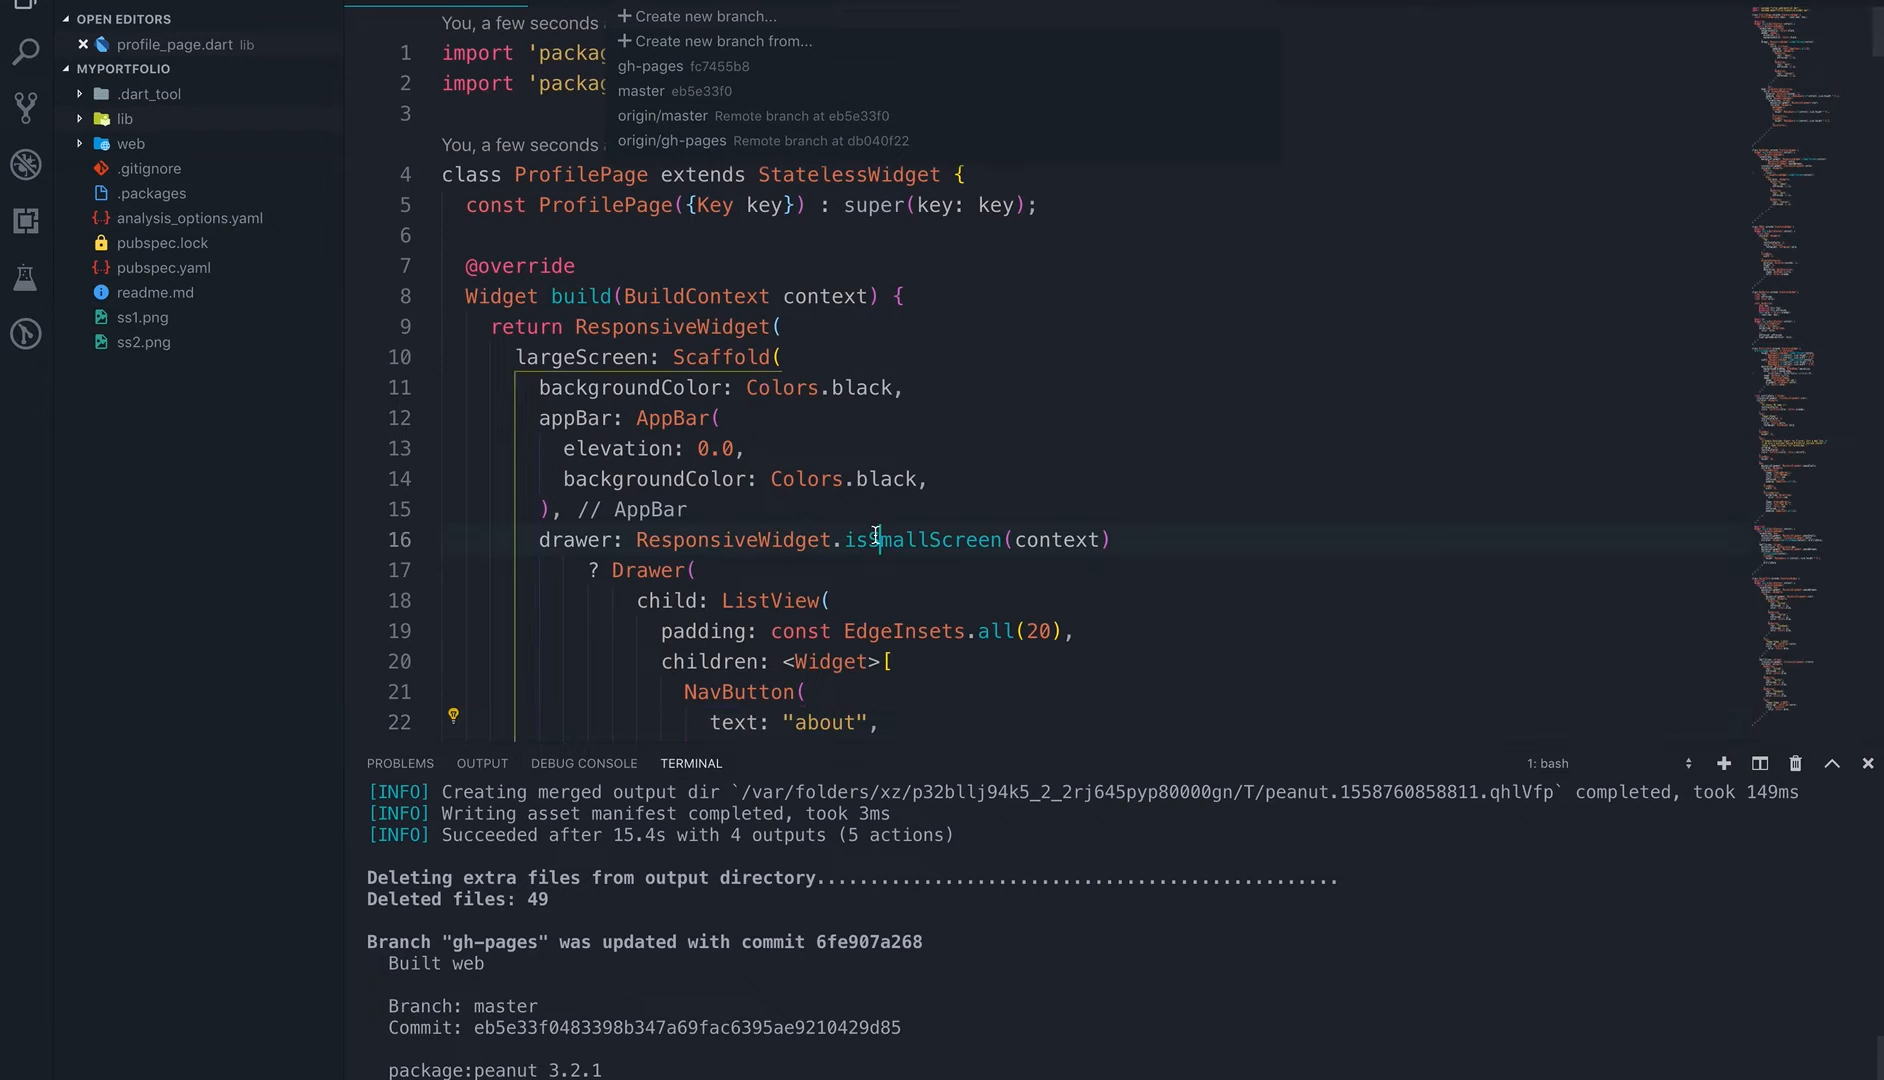 OPEN EDITORS
profile_page.dart lib
MYPORTFOLIO
.dart_tool
lib
web
.gitignore
.packages
analysis_options.yaml
pubspec.lock
pubspec.yaml
readme.md
ss1.png
ss2.png
+ Create new branch...
+ Create new branch from...
gh-pages fc7455b8
master eb5e33f0
origin/master Remote branch at eb5e33f0
origin/gh-pages Remote branch at db040f22
You, a few seconds
1 import 'packag
2 import 'packag
3
You, a few seconds
4 class ProfilePage extends StatelessWidget {
5 const ProfilePage({Key key}) : super(key: key);
6
7 @override
8 Widget build(BuildContext context) {
9 return ResponsiveWidget(
10 largeScreen: Scaffold(
11 backgroundColor: Colors.black,
12 appBar: AppBar(
13 elevation: 0.0,
14 backgroundColor: Colors.black,
15 ), // AppBar
16 drawer: ResponsiveWidget.isSmallScreen(context)
17 ? Drawer(
18 child: ListView(
19 padding: const EdgeInsets.all(20),
20 children: <Widget>[
21 NavButton(
22 text: "about",
PROBLEMS OUTPUT DEBUG CONSOLE TERMINAL 1: bash
[INFO] Creating merged output dir `/var/folders/xz/p32bllj94k5_2_2rj645pyp80000gn/T/peanut.1558760858811.qhlVfp` completed, took 149ms
[INFO] Writing asset manifest completed, took 3ms
[INFO] Succeeded after 15.4s with 4 outputs (5 actions)
Deleting extra files from output directory................................................
Deleted files: 49
Branch "gh-pages" was updated with commit 6fe907a268
Built web
Branch: master
Commit: eb5e33f0483398b347a69fac6395ae9210429d85
package:peanut 3.2.1